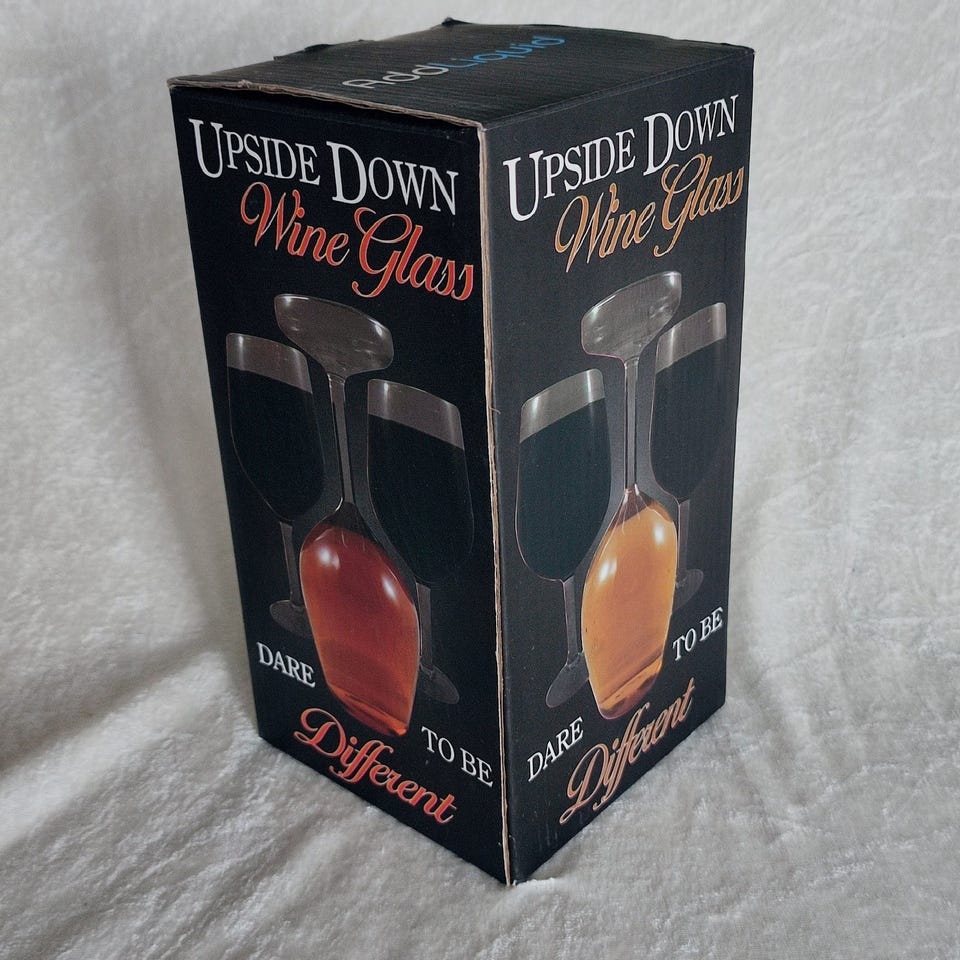 AddLiquid
UPSIDE DOWN
Wine Glass
DARE
TO BE
Different
UPSIDE DOWN
Wine Glass
TO BE
DARE
Different